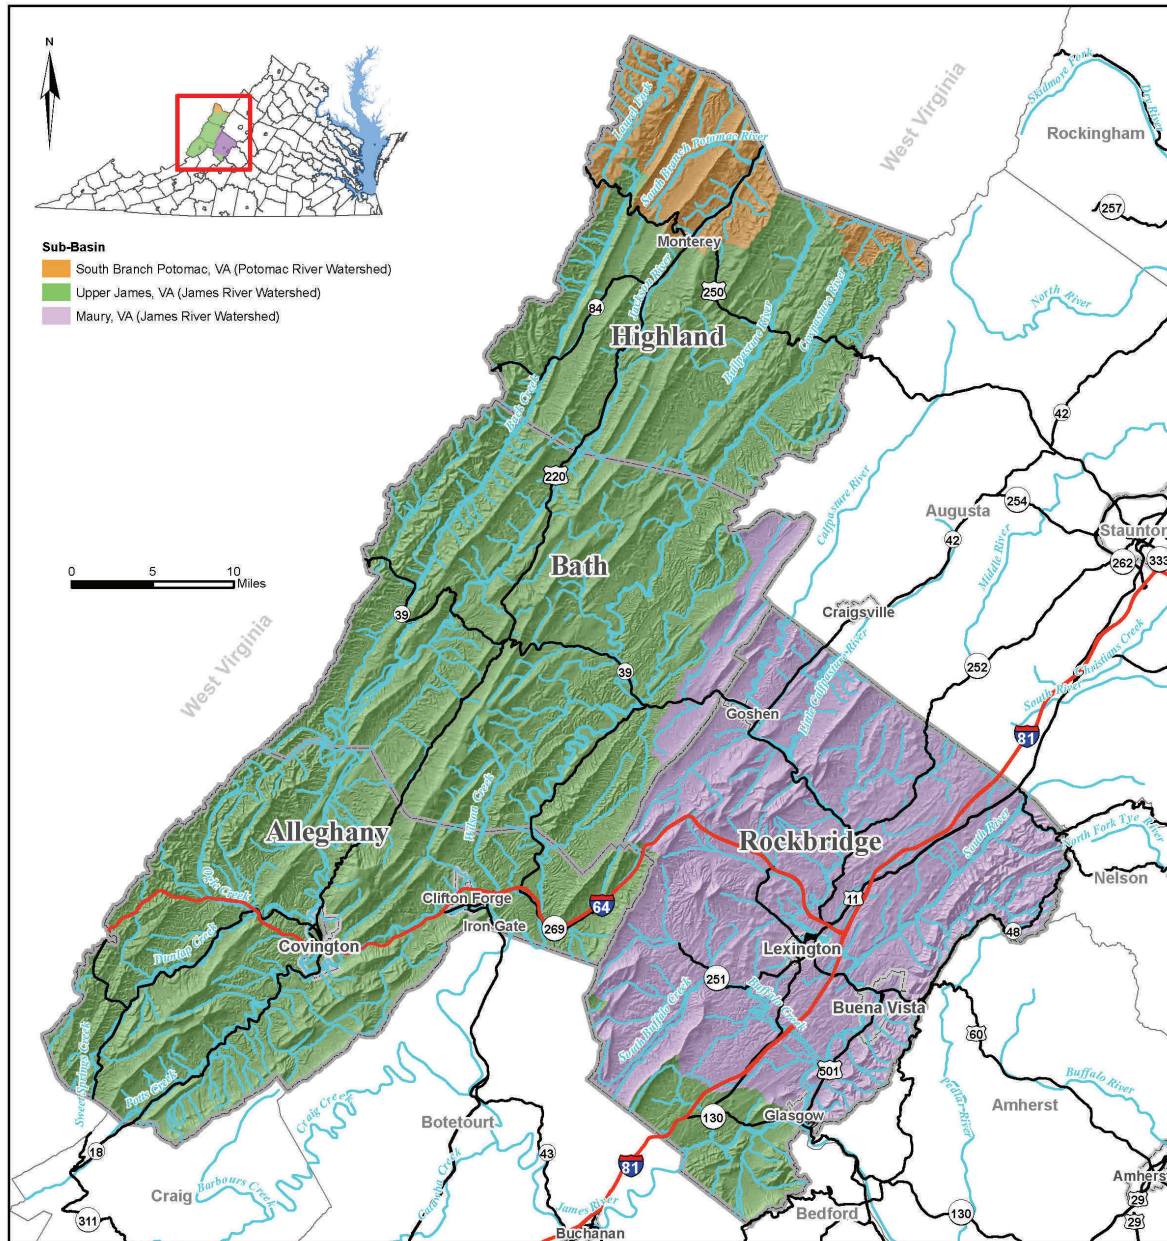 N
Sub-Basin
South Branch Potomac, VA (Potomac River Watershed)
Upper James, VA (James River Watershed)
Maury, VA (James River Watershed)
0 5 10
Miles
West Virginia
West Virginia
Skidmore Fork
Dry River
Rockingham
257
North River
Laurel Fork
South Branch Potomac River
Monterey
Jackson River
250
84
Highland
Bullpasture River
Cowpasture River
Back Creek
220
42
Calfpasture River
254
Augusta
42
Middle River
Staunton
262
333
Bath
39
Craigsville
39
252
Christians Creek
South River
Little Calfpasture River
Goshen
81
Wilson Creek
Alleghany
Rockbridge
South River
North Fork Tye River
Nelson
Ogle Creek
Clifton Forge
64
11
Iron Gate
269
48
Covington
Dunlap Creek
Lexington
251
Buffalo Creek
South Buffalo Creek
Buena Vista
60
501
Pedlar River
Buffalo River
Amherst
Sweet Springs Creek
Potts Creek
Craig Creek
Botetourt
130
Glasgow
18
43
81
Barbours Creek
Craig
Catawba Creek
James River
Amherst
29
29
311
Buchanan
Bedford
130